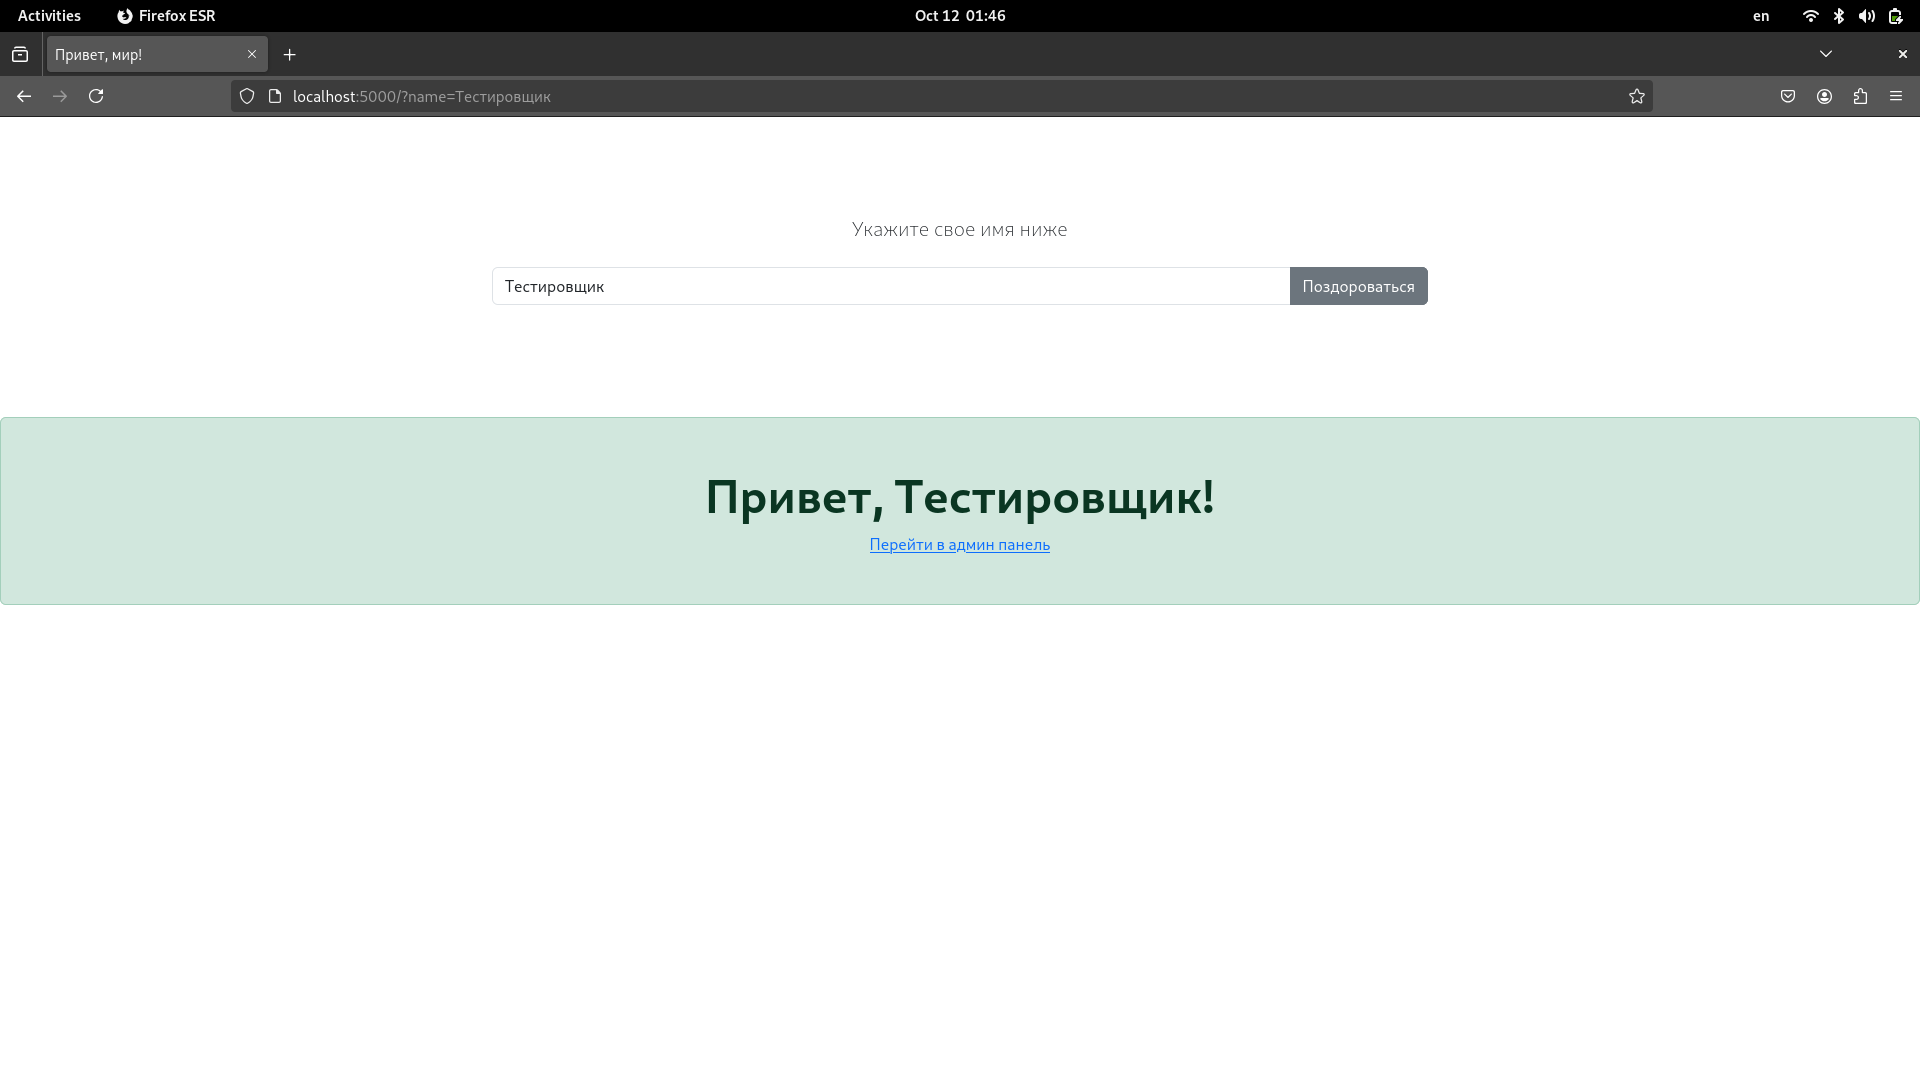 Activities Firefox ESR Oct 12 01:46 en
Привет, мир!
localhost:5000/?name=Тестировщик
Укажите свое имя ниже
Тестировщик Поздороваться
Привет, Тестировщик!
Перейти в админ панель